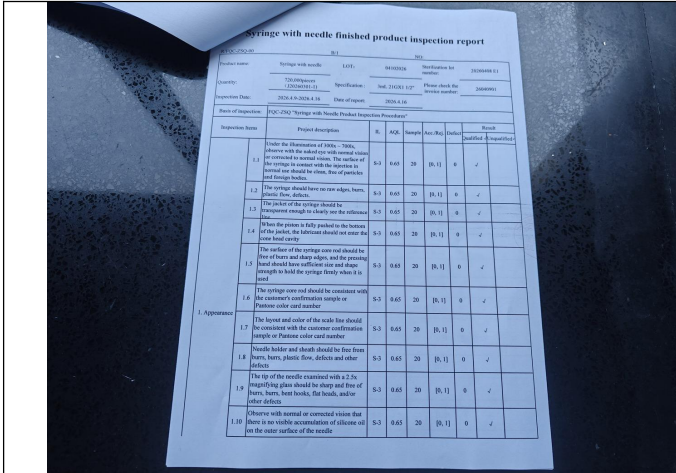 Syringe with needle finished product inspection report
R/1
NO:
Product name:
Syringe with needle
LOT:
Sterilization lot number:
Quantity:
720,000pieces
Specification:
Please check the invoice number:
Inspection Date:
2026.4.9-2026.4.16
Date of report:
2026.4.16
Basis of inspection
FQC-ZSQ "Syringe with Needle Product Inspection Procedures"
Inspection Items
Project description
IL
AQL
Sample
Acc./Rej.
Defect
Result
Qualified √
Unqualified×
1. Appearance
1.1
Under the illumination of 300lx – 700lx,
observe with the naked eye with normal vision
or corrected to normal vision. The surface of
the syringe in contact with the injection in
normal use should be clean, free of particles
and foreign bodies.
S-3 0.65 20 [0, 1] 0 √
1.2
The syringe should have no raw edges, burrs,
plastic flow, defects.
S-3 0.65 20 [0, 1] 0 √
1.3
The jacket of the syringe should be
transparent enough to clearly see the reference
line
S-3 0.65 20 [0, 1] 0 √
1.4
When the piston is fully pushed to the bottom
of the jacket, the lubricant should not enter the
cone head cavity
S-3 0.65 20 [0, 1] 0 √
1.5
The surface of the syringe core rod should be
free of burrs and sharp edges, and the pressing
hand should have sufficient size and shape
strength to hold the syringe firmly when it is
used
S-3 0.65 20 [0, 1] 0 √
1.6
The syringe core rod should be consistent with
the customer's confirmation sample or
Pantone color card number
S-3 0.65 20 [0, 1] 0 √
1.7
The layout and color of the scale line should
be consistent with the customer confirmation
sample or Pantone color card number
S-3 0.65 20 [0, 1] 0 √
1.8
Needle holder and sheath should be free from
burrs, burrs, plastic flow, defects and other
defects
S-3 0.65 20 [0, 1] 0 √
1.9
The tip of the needle examined with a 2.5x
magnifying glass should be sharp and free of
burrs, burrs, bent hooks, flat heads, and/or
other defects
S-3 0.65 20 [0, 1] 0 √
1.10
Observe with normal or corrected vision that
there is no visible accumulation of silicone oil
on the outer surface of the needle
S-3 0.65 20 [0, 1] 0 √